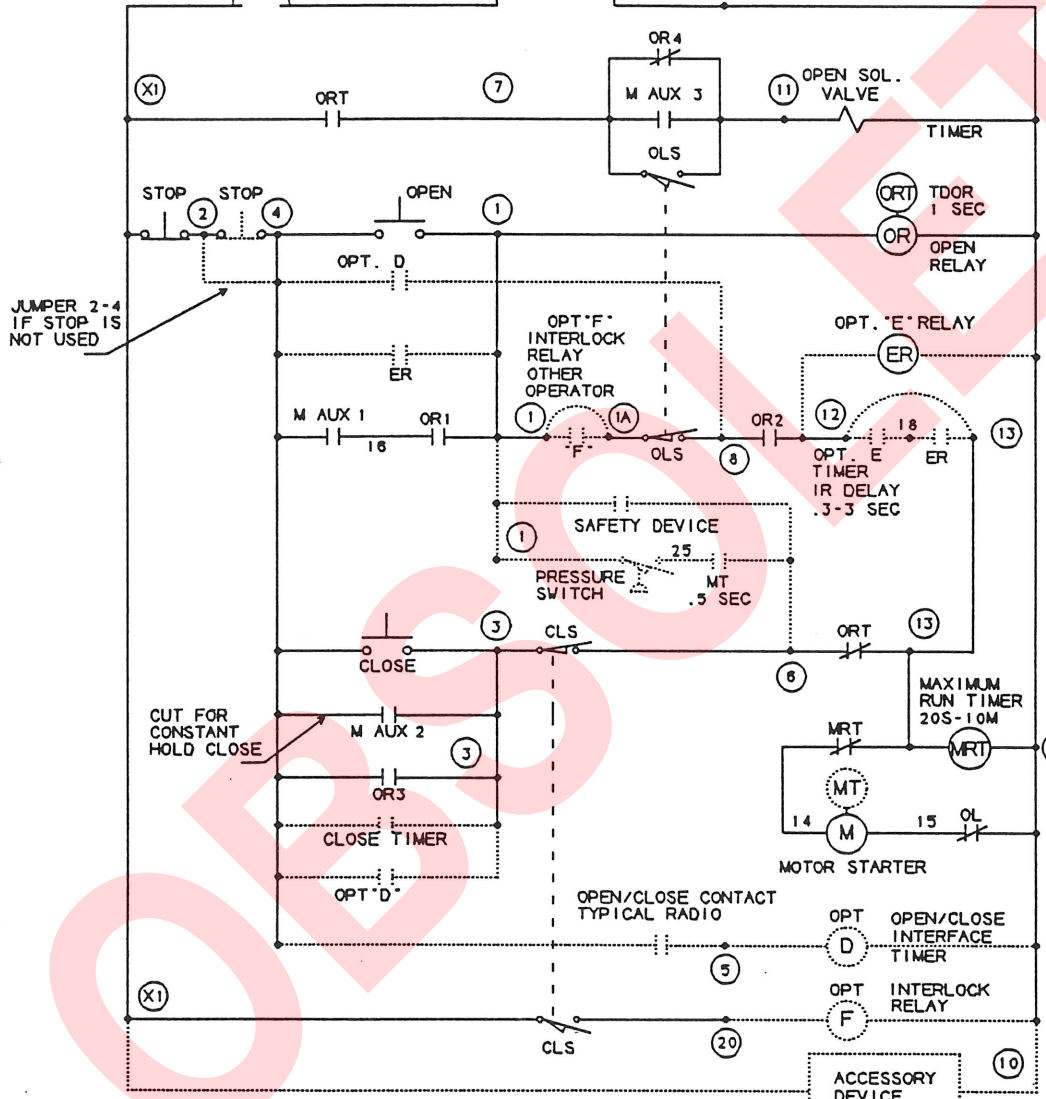 OR4
X1
ORT
7
M AUX 3
11
OPEN SOL.
VALVE
TIMER
OLS
STOP
2
STOP
4
OPEN
1
ORT
TDOR
1 SEC
OR
OPEN
RELAY
OPT. D
JUMPER 2-4
IF STOP IS
NOT USED
OPT"F"
INTERLOCK
RELAY
OTHER
OPERATOR
OPT. "E" RELAY
ER
ER
M AUX 1
16
OR1
1
"F"
1A
OLS
8
OR2
12
OPT. E
TIMER
IR DELAY
.3-3 SEC
18
ER
13
SAFETY DEVICE
1
PRESSURE
SWITCH
25
MT
.5 SEC
CLOSE
3
CLS
6
ORT
13
CUT FOR
CONSTANT
HOLD CLOSE
M AUX 2
3
OR3
CLOSE TIMER
OPT"D"
MAXIMUM
RUN TIMER
20S-10M
MRT
MRT
MT
14
M
15
OL
MOTOR STARTER
OPEN/CLOSE CONTACT
TYPICAL RADIO
5
OPT
D
OPEN/CLOSE
INTERFACE
TIMER
X1
CLS
20
OPT
F
INTERLOCK
RELAY
10
ACCESSORY
DEVICE
OBSOLET